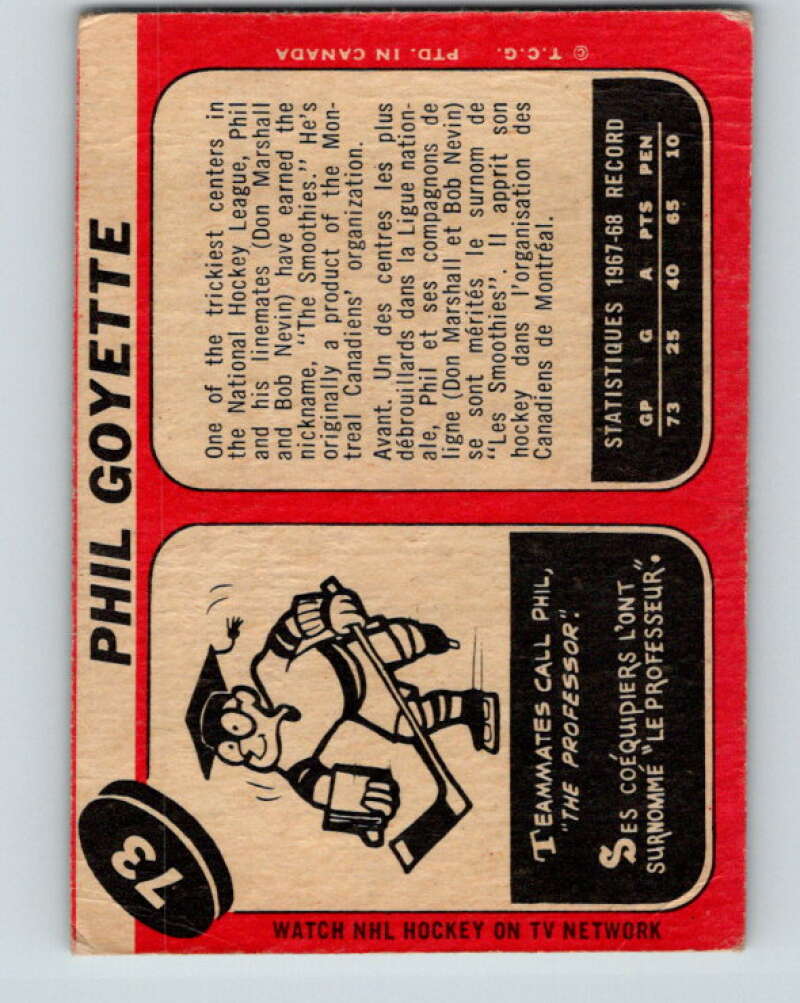 PHIL GOYETTE
73
TEAMMATES CALL PHIL,
"THE PROFESSOR".
SES COÉQUIPIERS L'ONT
SURNOMMÉ "LE PROFESSEUR".
WATCH NHL HOCKEY ON TV NETWORK
One of the trickiest centers in
the National Hockey League, Phil
and his linemates (Don Marshall
and Bob Nevin) have earned the
nickname, "The Smoothies." He's
originally a product of the Mon-
treal Canadiens' organization.
Avant. Un des centres les plus
débrouillards dans la Ligue nation-
ale, Phil et ses compagnons de
ligne (Don Marshall et Bob Nevin)
se sont mérités le surnom de
"Les Smoothies". Il apprit son
hockey dans l'organisation des
Canadiens de Montréal.
STATISTIQUES 1967-68 RECORD
GP G A PTS PEN
73 25 40 65 10
© T.C.G. PTD. IN CANADA